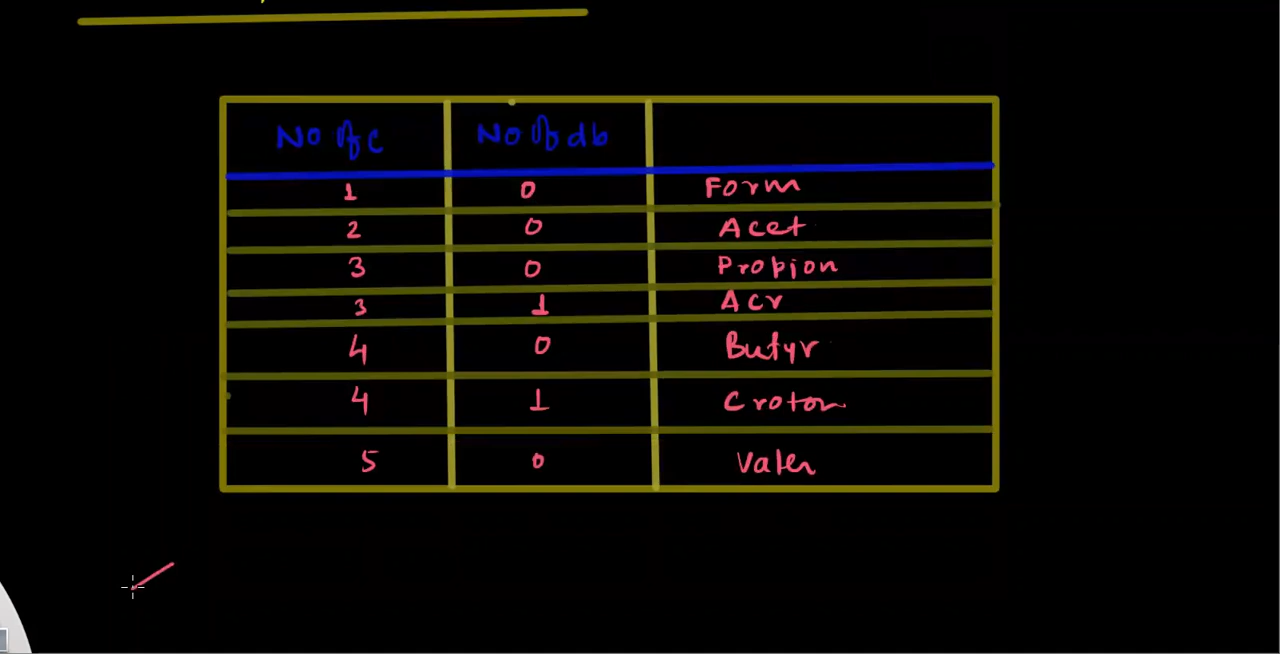 No of c No of db
1 0 Form
2 0 Acet
3 0 Propion
3 1 Acr
4 0 Butyr
4 1 Croton
5 0 Valer